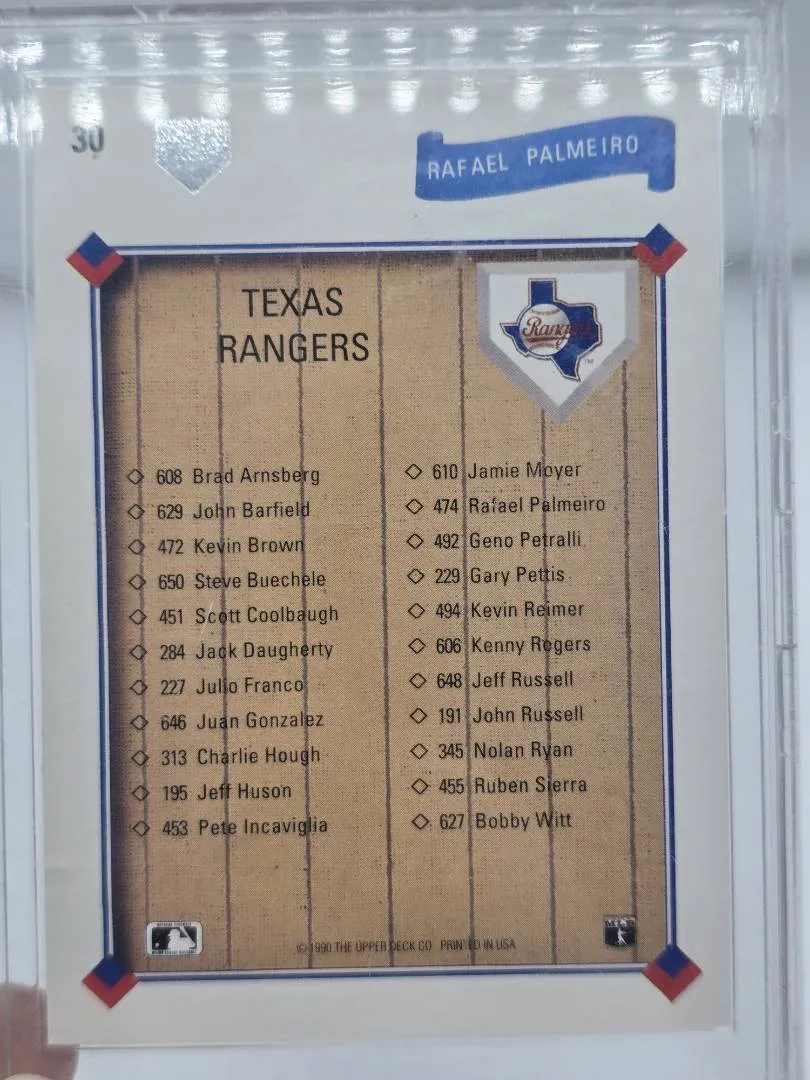 30
RAFAEL PALMEIRO
TEXAS
RANGERS
Rangers
TM
608 Brad Arnsberg
629 John Barfield
472 Kevin Brown
650 Steve Buechele
451 Scott Coolbaugh
284 Jack Daugherty
227 Julio Franco
646 Juan Gonzalez
313 Charlie Hough
195 Jeff Huson
453 Pete Incaviglia
610 Jamie Moyer
474 Rafael Palmeiro
492 Geno Petralli
229 Gary Pettis
494 Kevin Reimer
606 Kenny Rogers
648 Jeff Russell
191 John Russell
345 Nolan Ryan
455 Ruben Sierra
627 Bobby Witt
© 1990 THE UPPER DECK CO. PRINTED IN USA